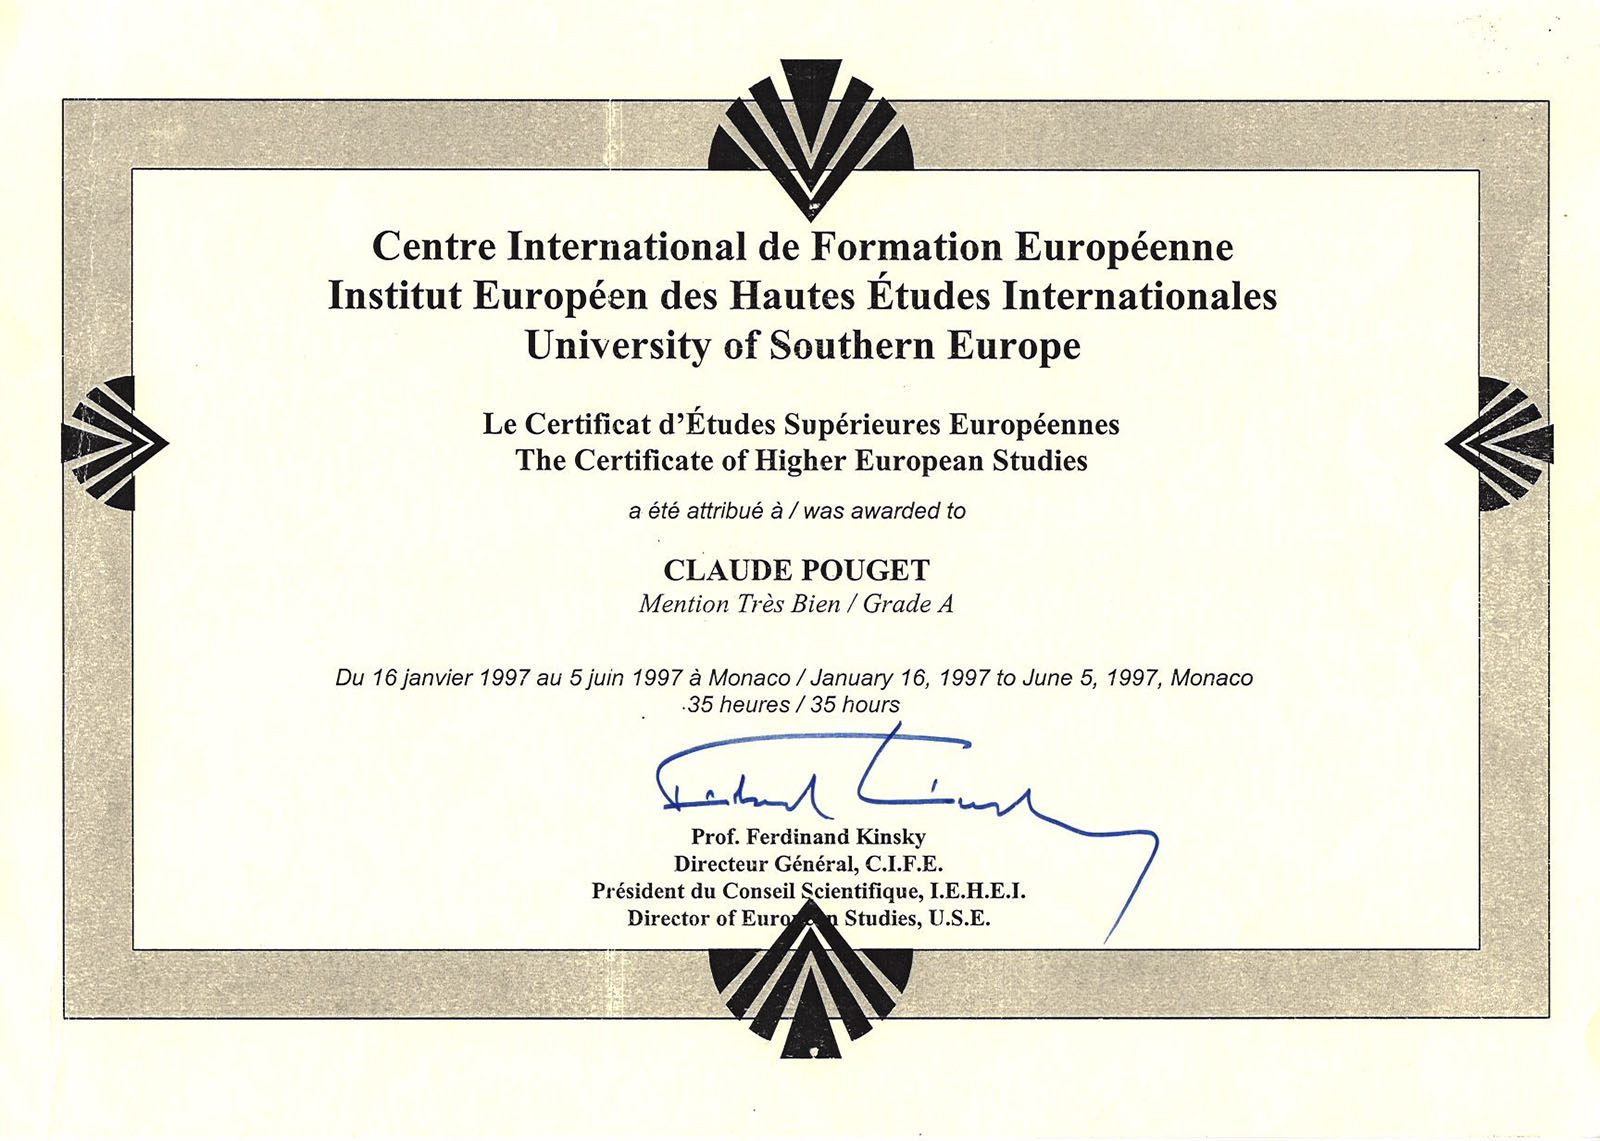 Centre International de Formation Européenne
Institut Européen des Hautes Études Internationales
University of Southern Europe
Le Certificat d’Études Supérieures Européennes
The Certificate of Higher European Studies
a été attribué à / was awarded to
CLAUDE POUGET
Mention Très Bien / Grade A
Du 16 janvier 1997 au 5 juin 1997 à Monaco / January 16, 1997 to June 5, 1997, Monaco
35 heures / 35 hours
Ferdinand Kinsky
Prof. Ferdinand Kinsky
Directeur Général, C.I.F.E.
Président du Conseil Scientifique, I.E.H.E.I.
Director of European Studies, U.S.E.